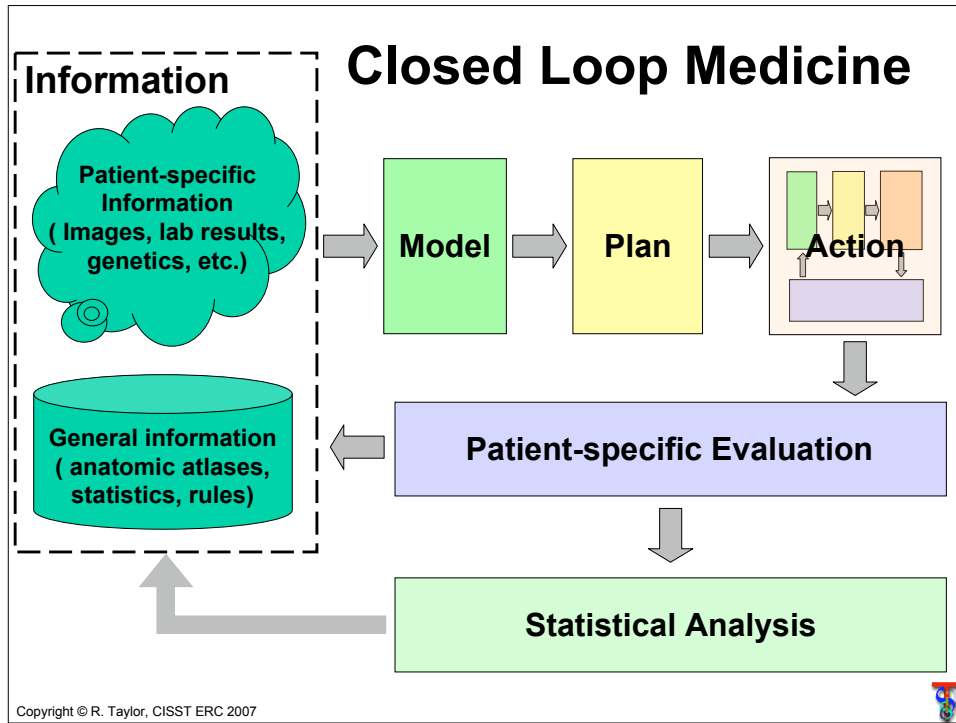 Closed Loop Medicine
Information
Patient-specific
Information
( Images, lab results,
genetics, etc.)
Model
Plan
Action
General information
( anatomic atlases,
statistics, rules)
Patient-specific Evaluation
Statistical Analysis
Copyright © R. Taylor, CISST ERC 2007